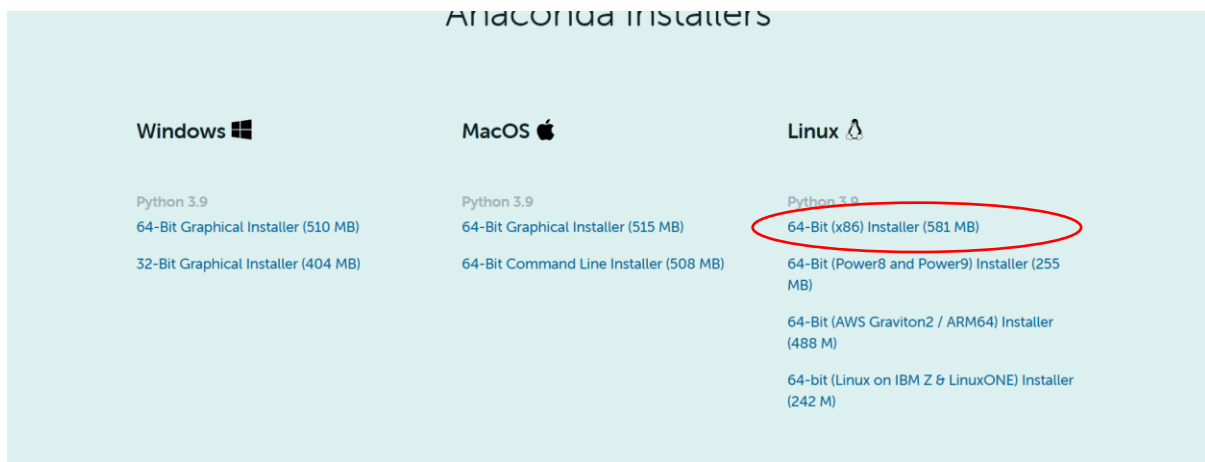 Anaconda Installers
Windows
Python 3.9
64-Bit Graphical Installer (510 MB)
32-Bit Graphical Installer (404 MB)
MacOS
Python 3.9
64-Bit Graphical Installer (515 MB)
64-Bit Command Line Installer (508 MB)
Linux
Python 3.9
64-Bit (x86) Installer (581 MB)
64-Bit (Power8 and Power9) Installer (255
MB)
64-Bit (AWS Graviton2 / ARM64) Installer
(488 M)
64-bit (Linux on IBM Z & LinuxONE) Installer
(242 M)